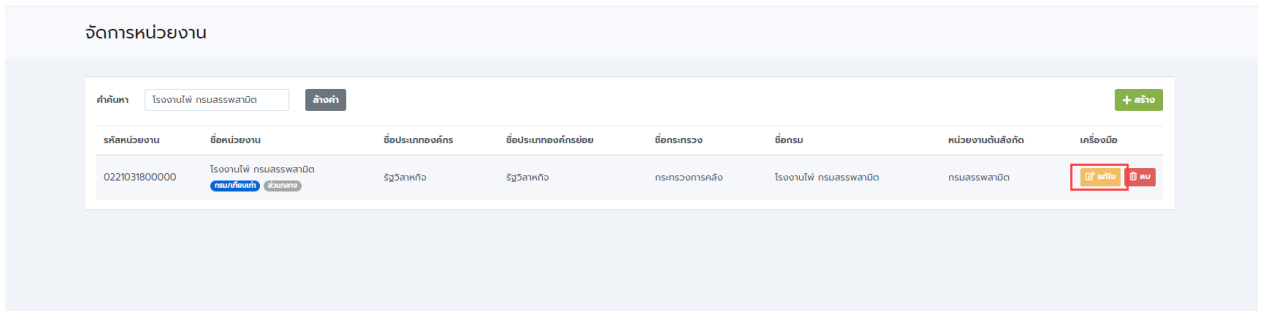 จัดการหน่วยงาน
คำค้นหา โรงงานไพ่ กรมสรรพสามิต ล้างค่า + สร้าง
รหัสหน่วยงาน ชื่อหน่วยงาน ชื่อประเภทองค์กร ชื่อประเภทองค์กรย่อย ชื่อกระทรวง ชื่อกรม หน่วยงานต้นสังกัด เครื่องมือ
0221031800000 โรงงานไพ่ กรมสรรพสามิต รัฐวิสาหกิจ รัฐวิสาหกิจ กระทรวงการคลัง โรงงานไพ่ กรมสรรพสามิต กรมสรรพสามิต แก้ไข ลบ
กรม/เทียบเท่า ส่วนกลาง